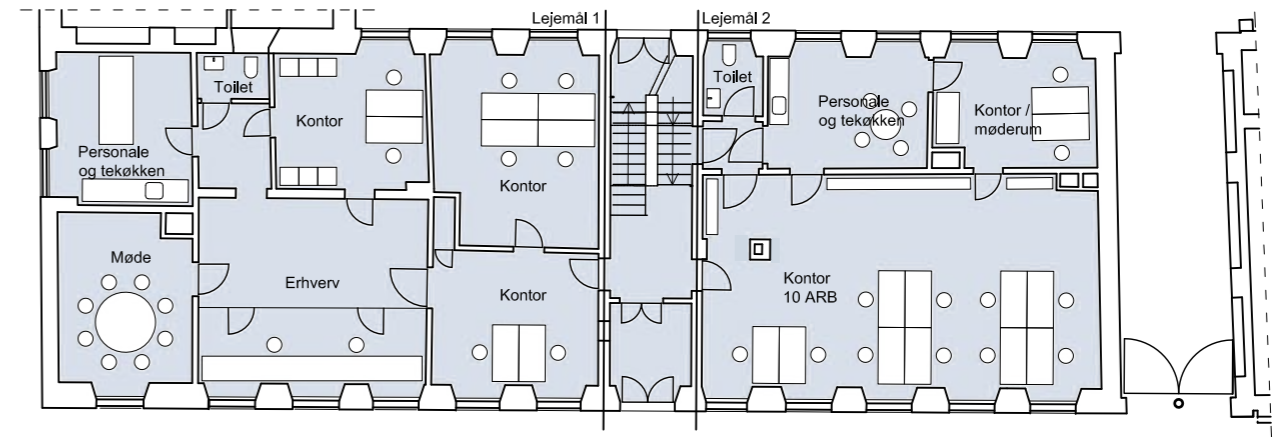 Lejemål 1
Lejemål 2
Toilet
Kontor
Personale
og tekøkken
Kontor
Toilet
Personale
og tekøkken
Kontor /
møderum
Møde
Erhverv
Kontor
Kontor
10 ARB